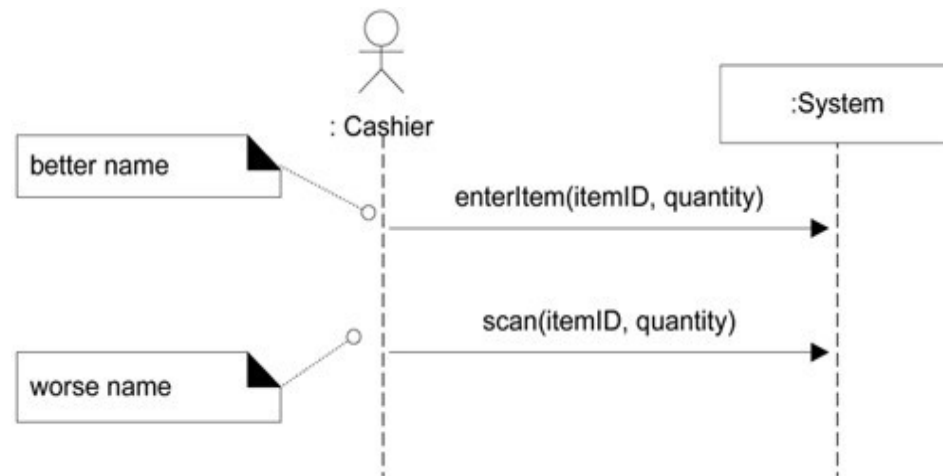 : Cashier
:System
better name
enterItem(itemID, quantity)
scan(itemID, quantity)
worse name